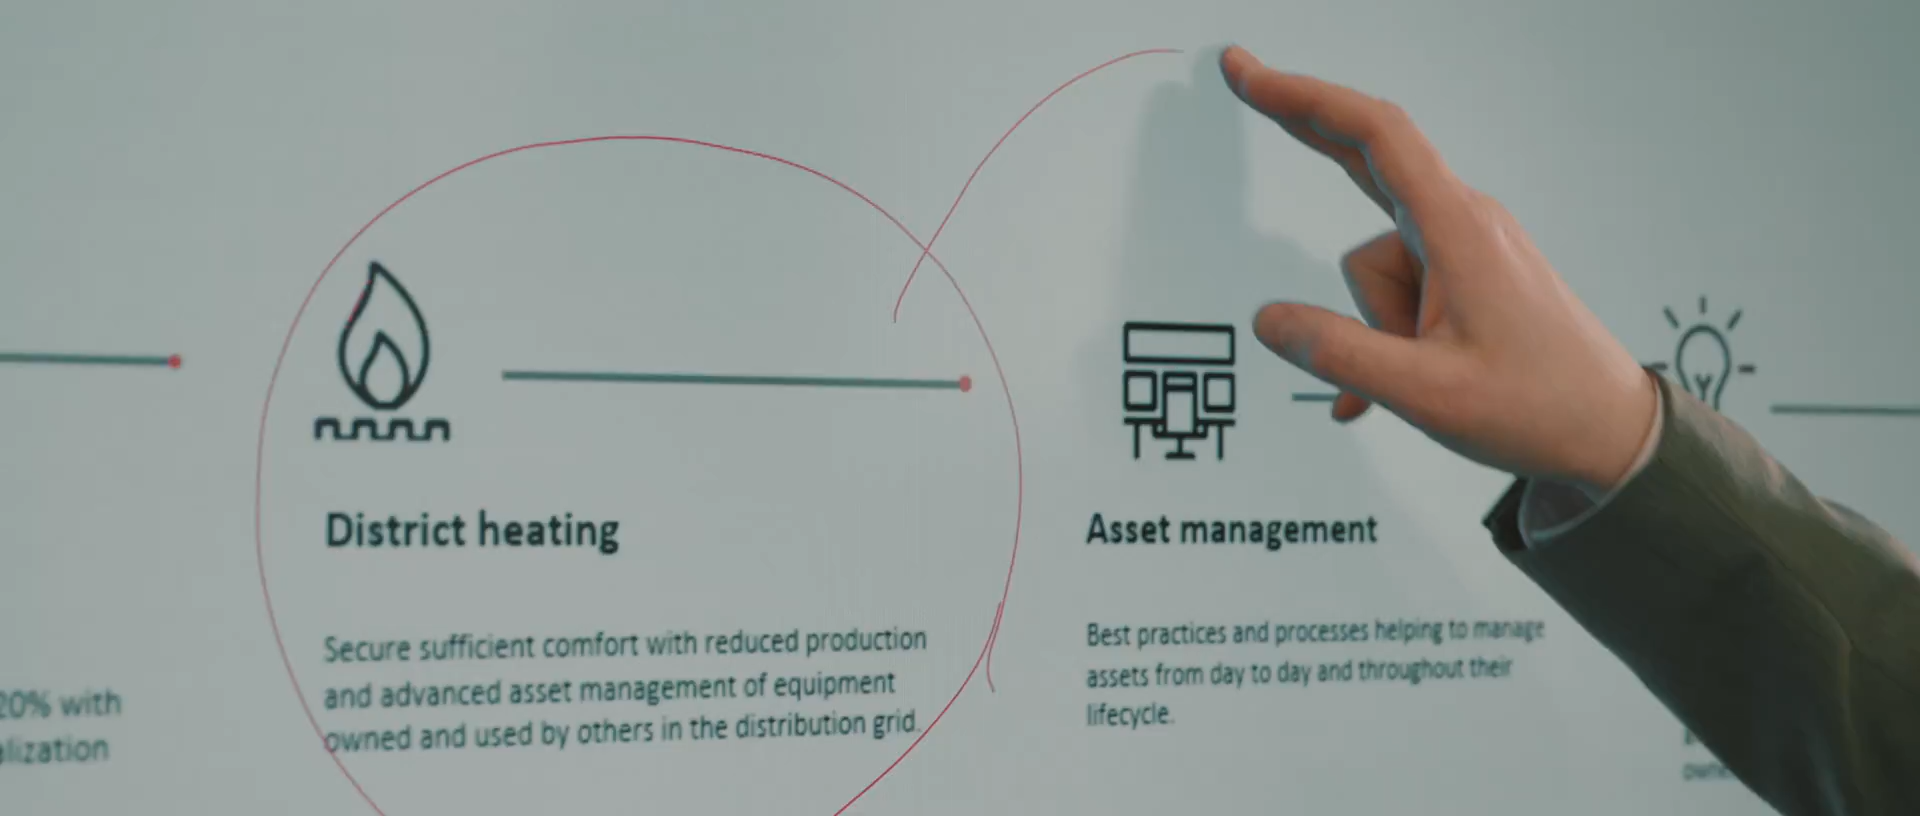 20% with
District heating
Secure sufficient comfort with reduced production
and advanced asset management of equipment
owned and used by others in the distribution grid.
Asset management
Best practices and processes helping to manage
assets from day to day and throughout their
lifecycle.